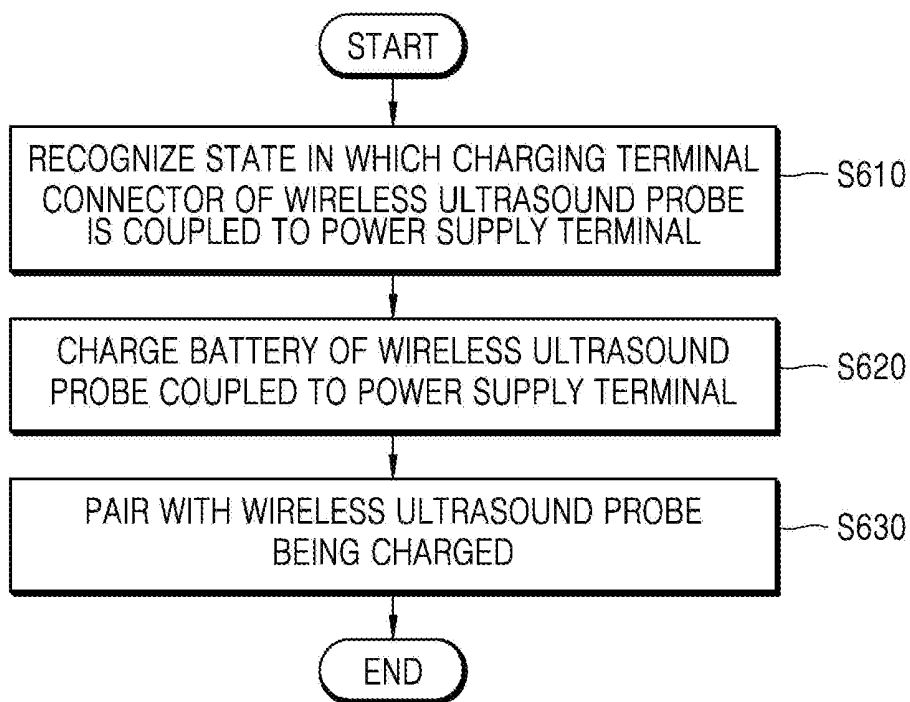 START
RECOGNIZE STATE IN WHICH CHARGING TERMINAL
CONNECTOR OF WIRELESS ULTRASOUND PROBE
IS COUPLED TO POWER SUPPLY TERMINAL
S610
CHARGE BATTERY OF WIRELESS ULTRASOUND
PROBE COUPLED TO POWER SUPPLY TERMINAL
S620
PAIR WITH WIRELESS ULTRASOUND PROBE
BEING CHARGED
S630
END